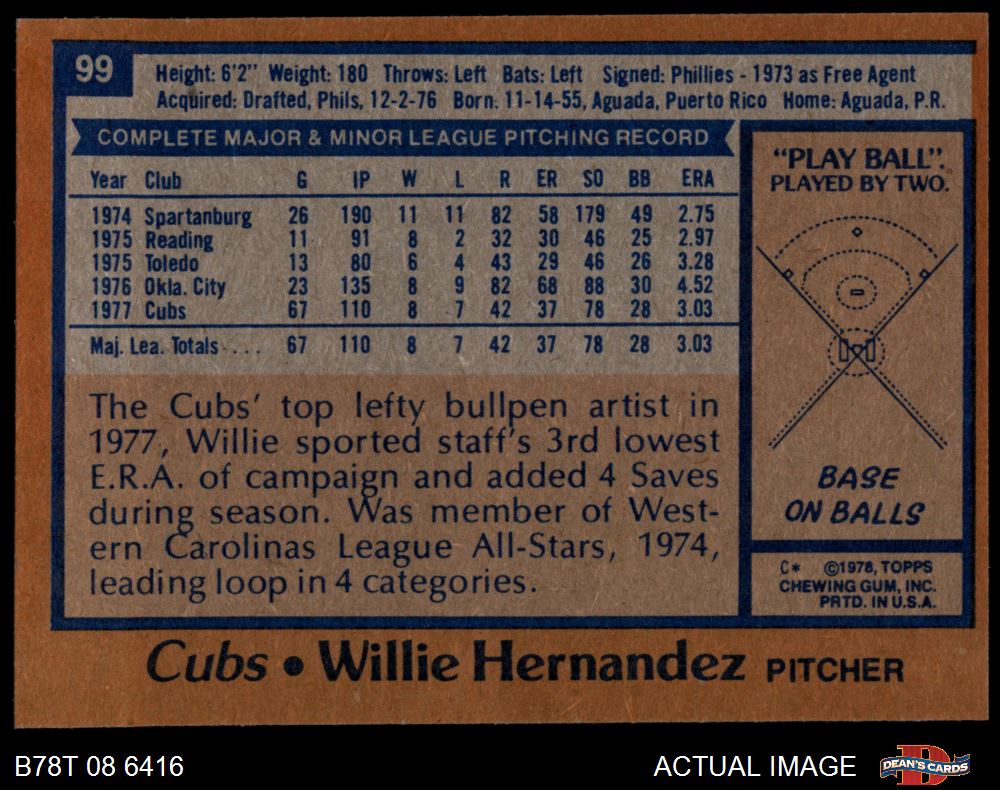 99
Height: 6'2" Weight: 180 Throws: Left Bats: Left Signed: Phillies - 1973 as Free Agent
Acquired: Drafted, Phils, 12-2-76 Born: 11-14-55, Aguada, Puerto Rico Home: Aguada, P.R.
COMPLETE MAJOR & MINOR LEAGUE PITCHING RECORD
Year Club G IP W L R ER SO BB ERA
1974 Spartanburg 26 190 11 11 82 58 179 49 2.75
1975 Reading 11 91 8 2 32 30 46 25 2.97
1975 Toledo 13 80 6 4 43 29 46 26 3.28
1976 Okla. City 23 135 8 9 82 68 88 30 4.52
1977 Cubs 67 110 8 7 42 37 78 28 3.03
Maj. Lea. Totals .... 67 110 8 7 42 37 78 28 3.03
The Cubs' top lefty bullpen artist in
1977, Willie sported staff's 3rd lowest
E.R.A. of campaign and added 4 Saves
during season. Was member of West-
ern Carolinas League All-Stars, 1974,
leading loop in 4 categories.
"PLAY BALL".
PLAYED BY TWO.
BASE
ON BALLS
C* ©1978, TOPPS
CHEWING GUM, INC.
PRTD. IN U.S.A.
Cubs • Willie Hernandez PITCHER
B78T 08 6416
ACTUAL IMAGE
D
DEAN'S CARDS